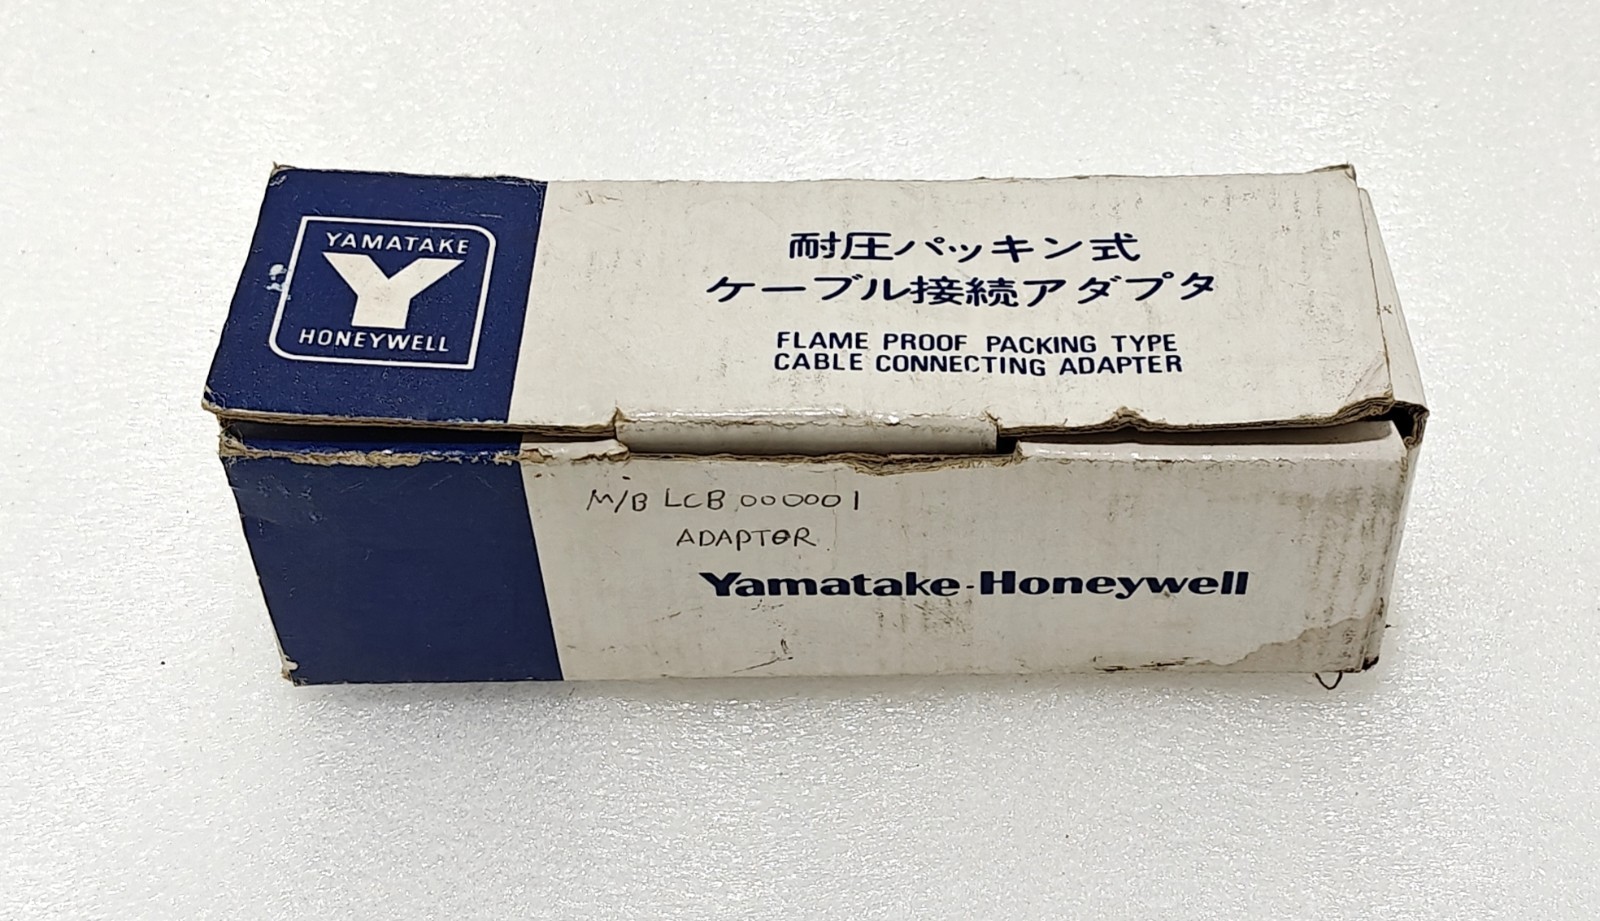 YAMATAKE
Y
HONEYWELL
耐圧パッキン式
ケーブル接続アダプタ
FLAME PROOF PACKING TYPE
CABLE CONNECTING ADAPTER
M/B LCB 000001
ADAPTOR
Yamatake-Honeywell